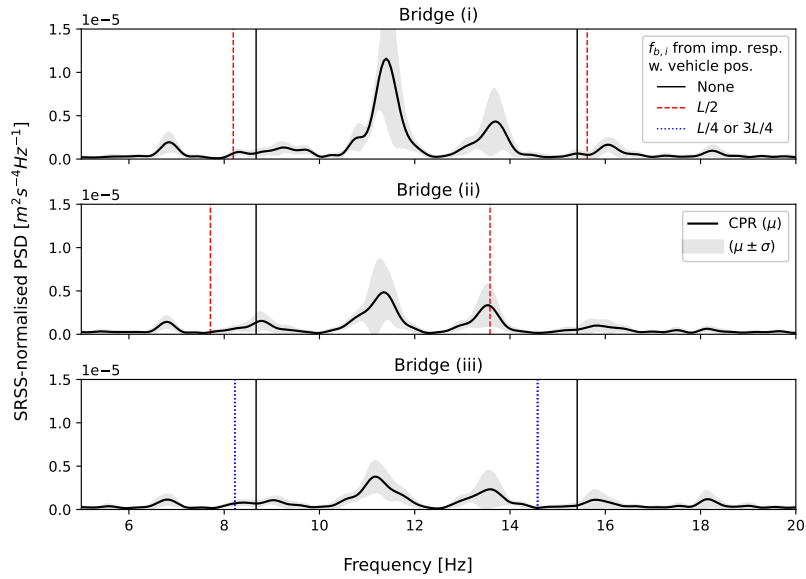 Bridge (i)
1e−5
1.5
1.0
0.5
0.0
f_{b,i} from imp. resp.
w. vehicle pos.
None
L/2
L/4 or 3L/4
Bridge (ii)
1e−5
1.5
1.0
0.5
0.0
CPR (μ)
(μ ± σ)
SRSS-normalised PSD [m²s⁻⁴Hz⁻¹]
Bridge (iii)
1e−5
1.5
1.0
0.5
0.0
6 8 10 12 14 16 18 20
Frequency [Hz]